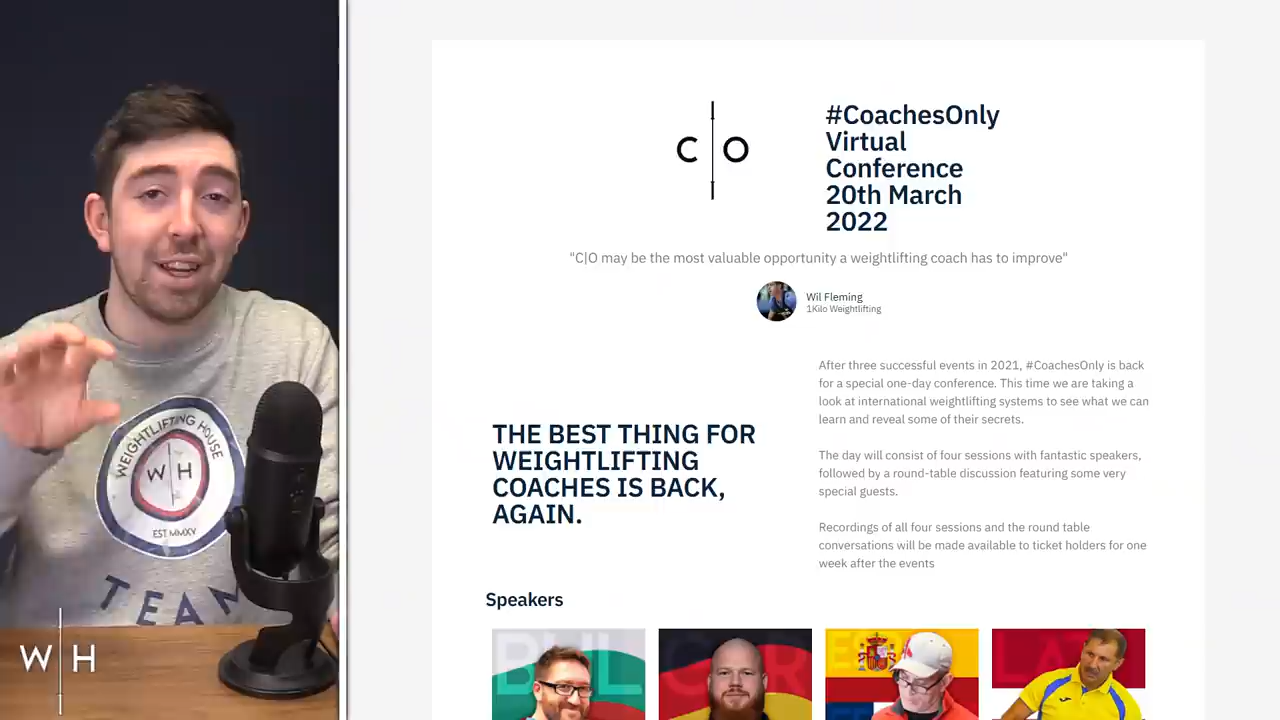 WEIGHTLIFTING HOUSE
W H
EST MMXV
TEAM
W H
C O
#CoachesOnly
Virtual
Conference
20th March
2022
"C|O may be the most valuable opportunity a weightlifting coach has to improve"
Wil Fleming
1Kilo Weightlifting
THE BEST THING FOR
WEIGHTLIFTING
COACHES IS BACK,
AGAIN.
After three successful events in 2021, #CoachesOnly is back
for a special one-day conference. This time we are taking a
look at international weightlifting systems to see what we can
learn and reveal some of their secrets.
The day will consist of four sessions with fantastic speakers,
followed by a round-table discussion featuring some very
special guests.
Recordings of all four sessions and the round table
conversations will be made available to ticket holders for one
week after the events
Speakers
BUL